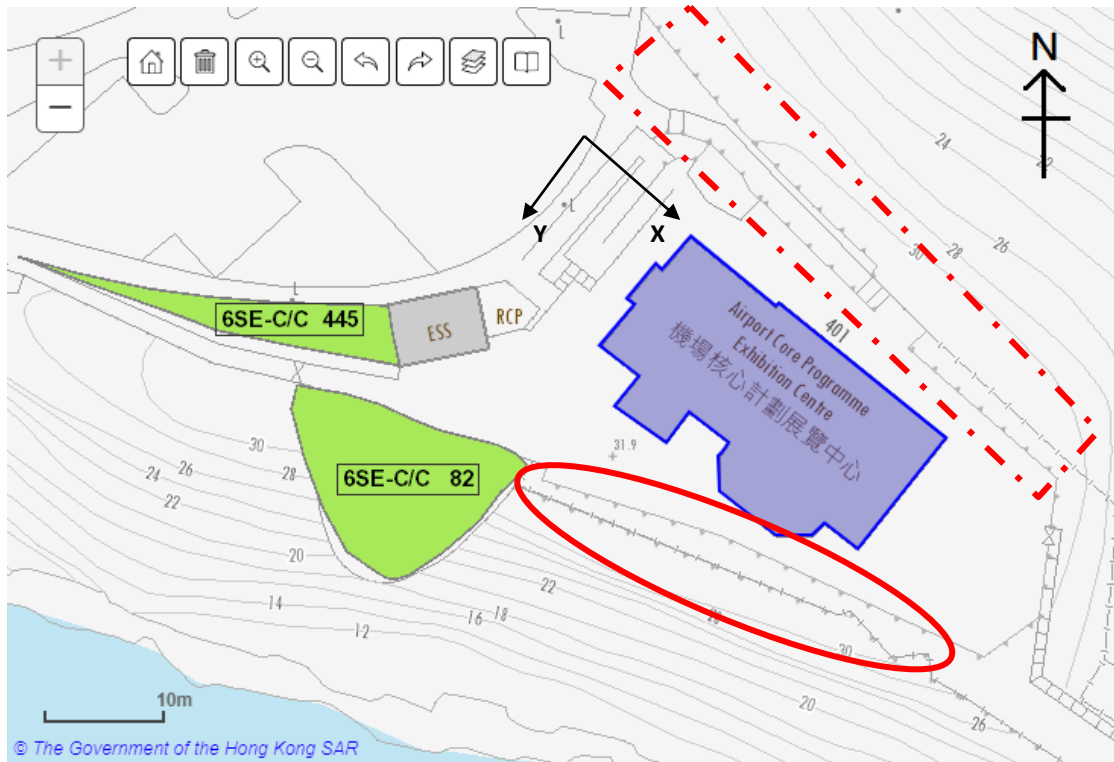 L
N
24
22
26
28
30
L
Y
X
L
6SE-C/C 445
ESS
RCP
401
Airport Core Programme
Exhibition Centre
機場核心計劃展覽中心
30
31.9
28
26
24
22
6SE-C/C 82
20
22
14
16
18
12
30
20
26
10m
© The Government of the Hong Kong SAR